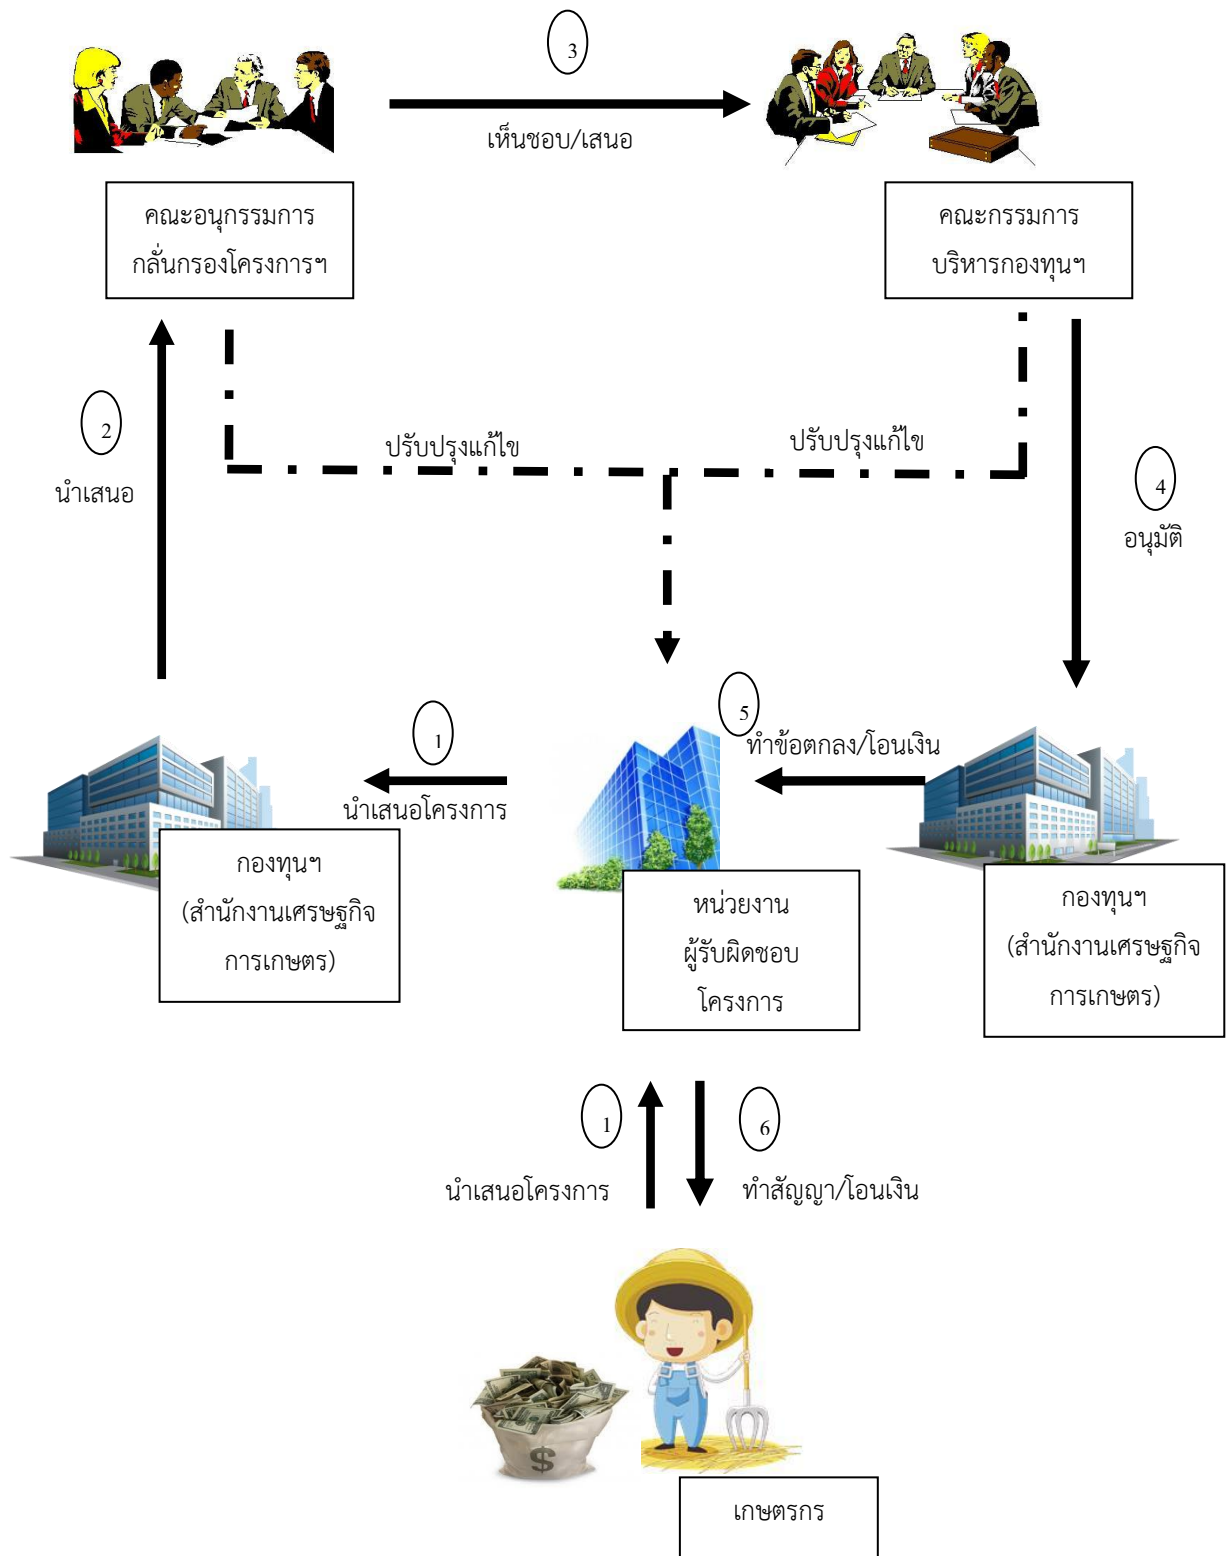 3
เห็นชอบ/เสนอ
คณะอนุกรรมการ
กลั่นกรองโครงการฯ
คณะกรรมการ
บริหารกองทุนฯ
2
นำเสนอ
ปรับปรุงแก้ไข
ปรับปรุงแก้ไข
4
อนุมัติ
1
นำเสนอโครงการ
5
ทำข้อตกลง/โอนเงิน
กองทุนฯ
(สำนักงานเศรษฐกิจ
การเกษตร)
หน่วยงาน
ผู้รับผิดชอบ
โครงการ
กองทุนฯ
(สำนักงานเศรษฐกิจ
การเกษตร)
1
นำเสนอโครงการ
6
ทำสัญญา/โอนเงิน
$
เกษตรกร